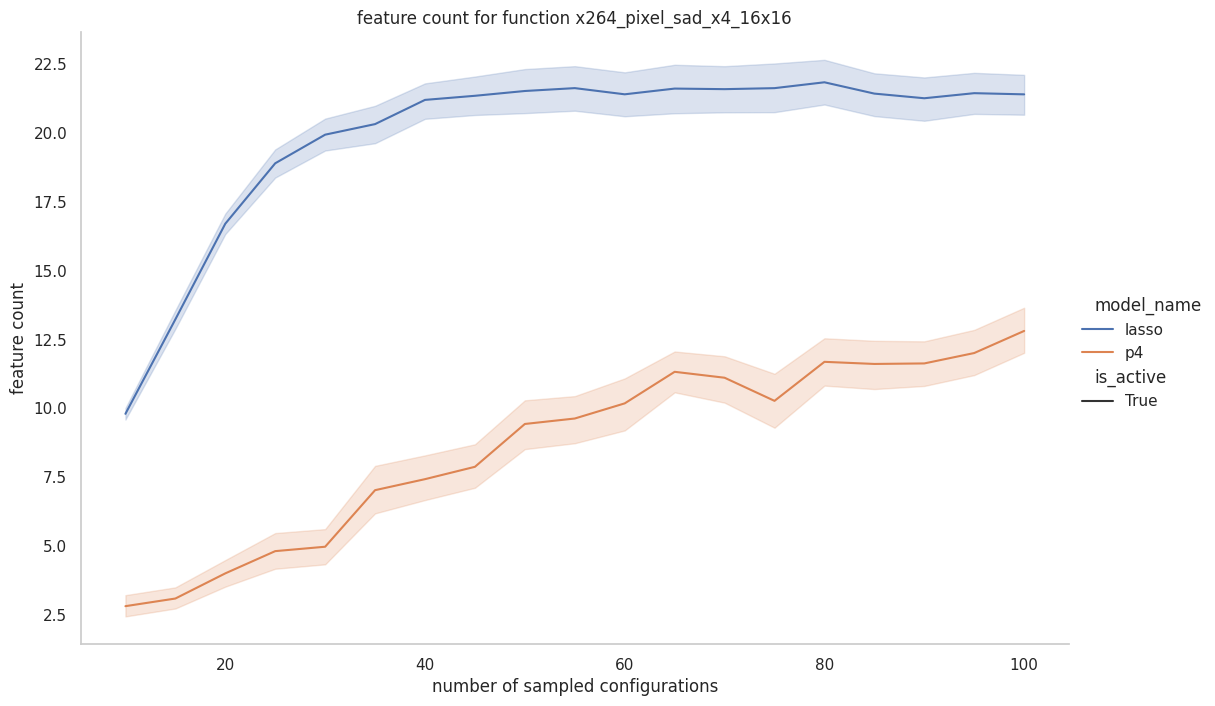 feature count for function x264_pixel_sad_x4_16x16
22.5
20.0
17.5
15.0
12.5
10.0
7.5
5.0
2.5
feature count
20 40 60 80 100
number of sampled configurations
model_name
lasso
p4
is_active
True